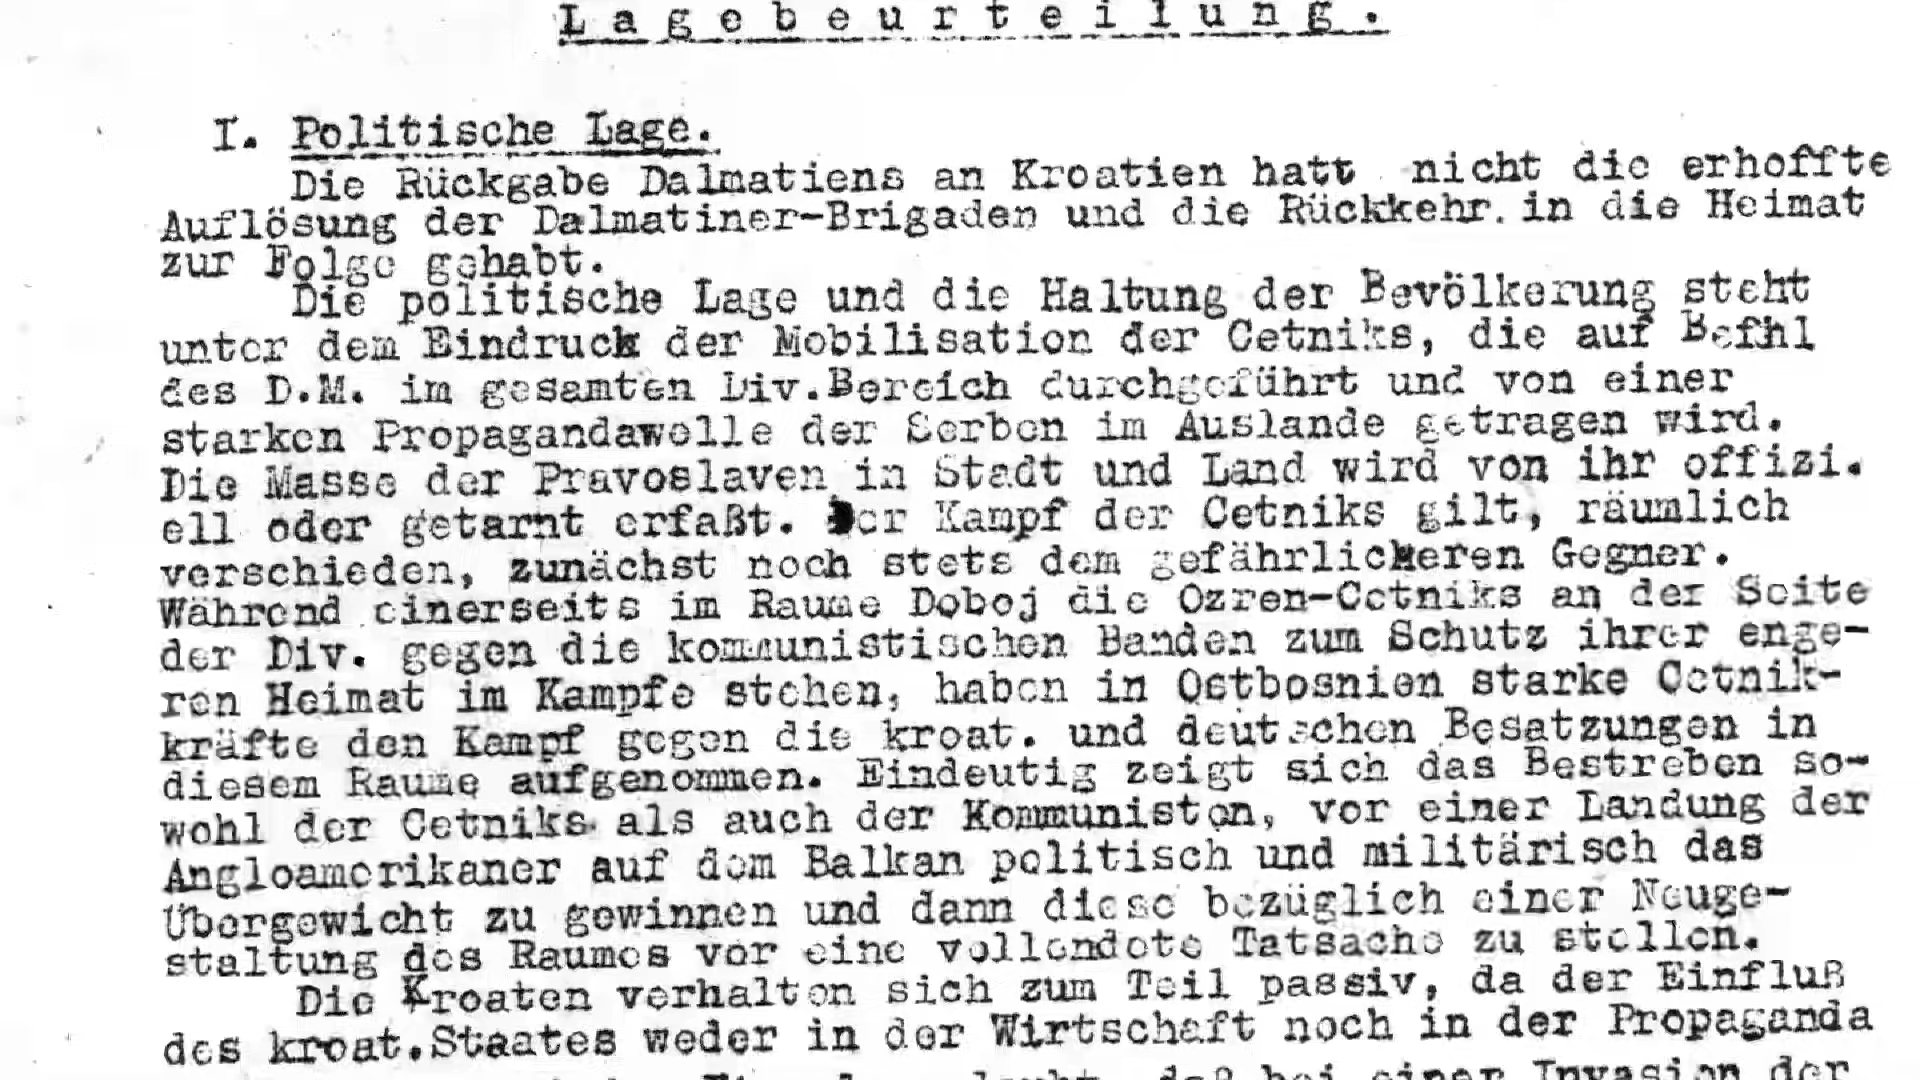 Lagebeurteilung.
I. Politische Lage.
Die Rückgabe Dalmatiens an Kroatien hatt nicht die erhoffte
Auflösung der Dalmatiner-Brigaden und die Rückkehr in die Heimat
zur Folge gehabt.
Die politische Lage und die Haltung der Bevölkerung steht
unter dem Eindruck der Mobilisation der Cetniks, die auf Befhl
des D.M. im gesamten Div.Bereich durchgeführt und von einer
starken Propagandawelle der Serben im Auslande getragen wird.
Die Masse der Pravoslaven in Stadt und Land wird von ihr offizi.
ell oder getarnt erfaßt. Der Kampf der Cetniks gilt, räumlich
verschieden, zunächst noch stets dem gefährlicheren Gegner.
Während einerseits im Raume Doboj die Ozren-Cetniks an der Seite
der Div. gegen die kommunistischen Banden zum Schutz ihrer enge-
ren Heimat im Kampfe stehen, haben in Ostbosnien starke Cetnik-
kräfte den Kampf gegen die kroat. und deutschen Besatzungen in
diesem Raume aufgenommen. Eindeutig zeigt sich das Bestreben so-
wohl der Cetniks als auch der Kommunisten, vor einer Landung der
Angloamerikaner auf dem Balkan politisch und militärisch das
Übergewicht zu gewinnen und dann diese bezüglich einer Neuge-
staltung des Raumes vor eine vollendete Tatsache zu stellen.
Die Kroaten verhalten sich zum Teil passiv, da der Einfluß
des kroat.Staates weder in der Wirtschaft noch in der Propaganda
daß bei einer Invasion der